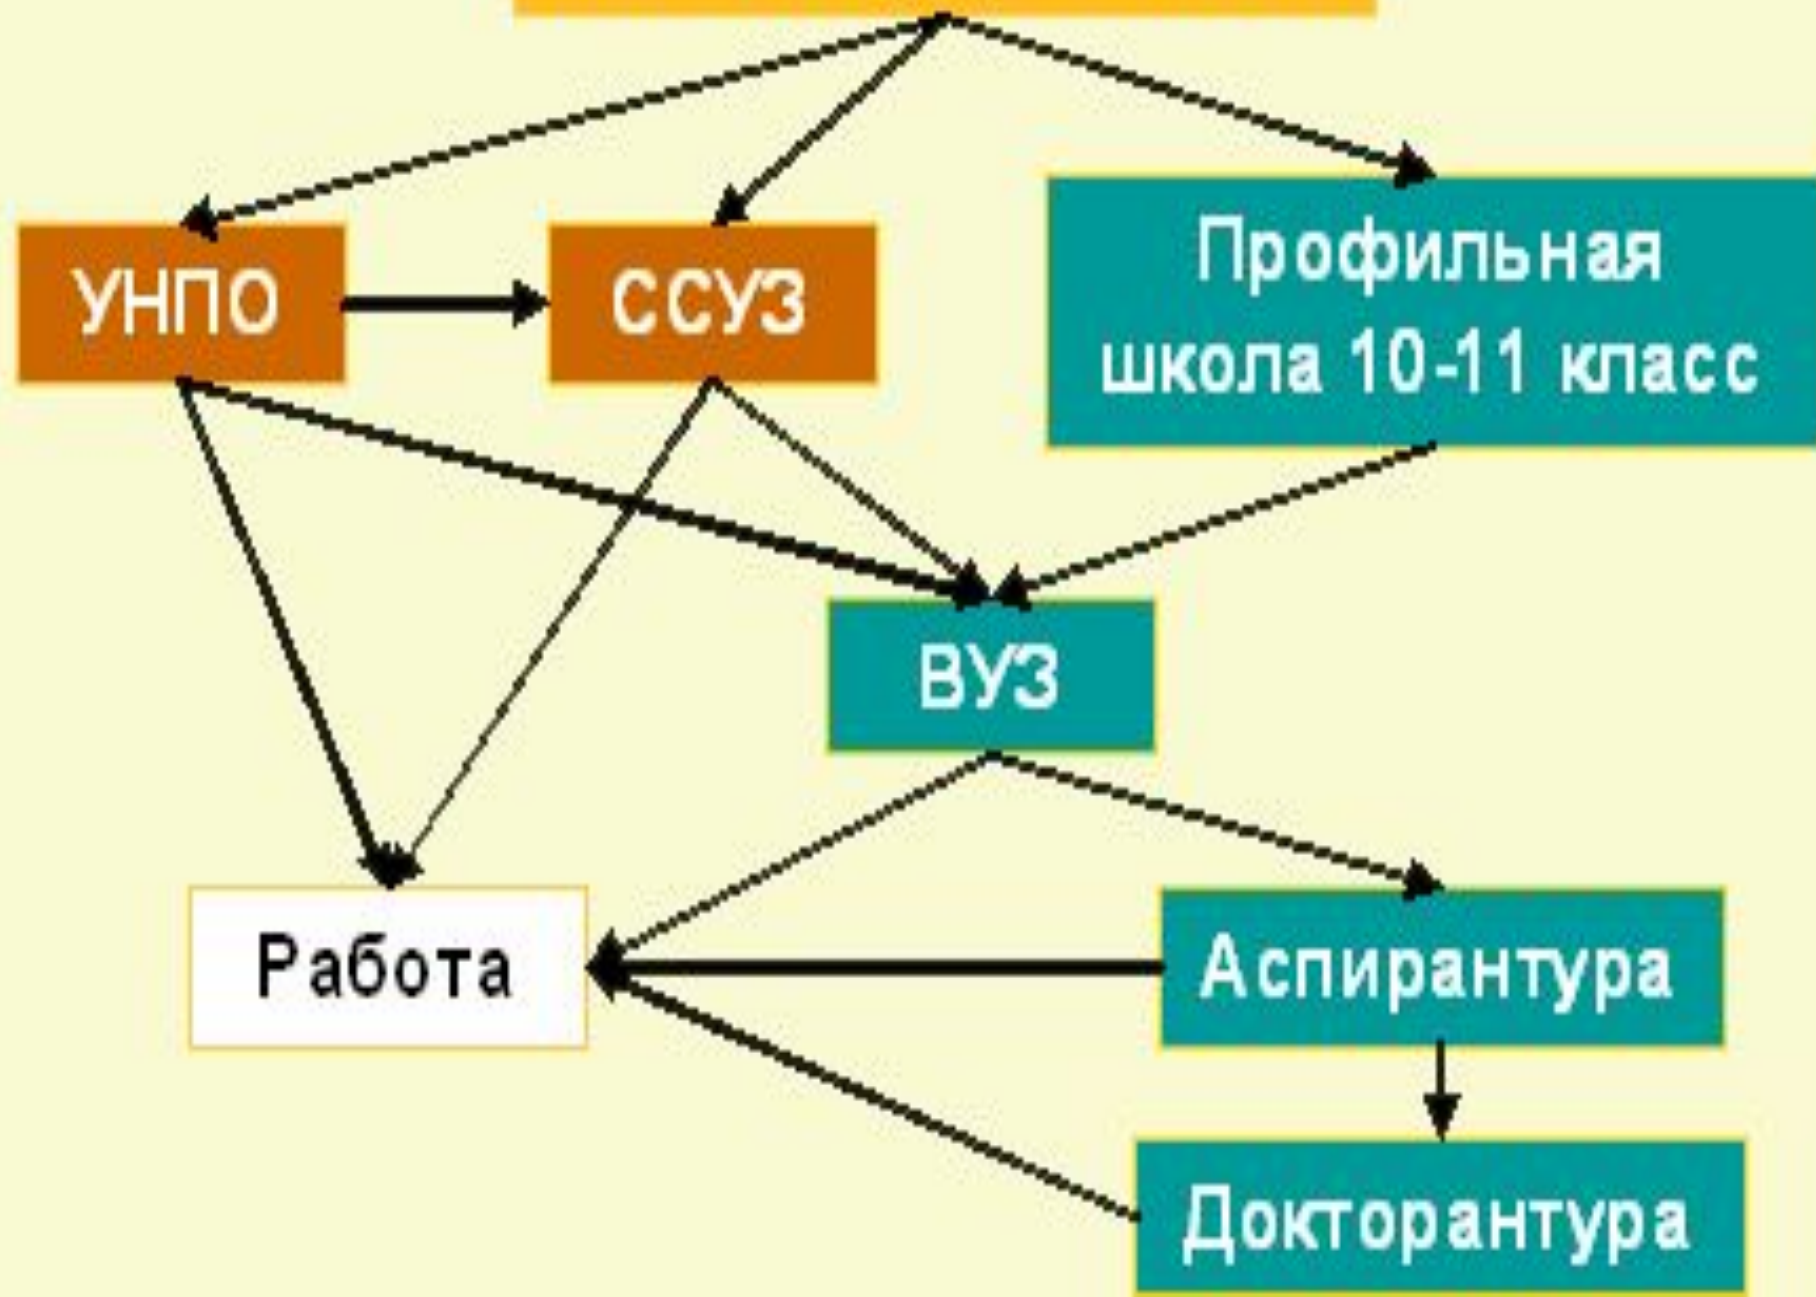 УНПО
ССУЗ
Профильная
школа 10-11 класс
ВУЗ
Работа
Аспирантура
Докторантура